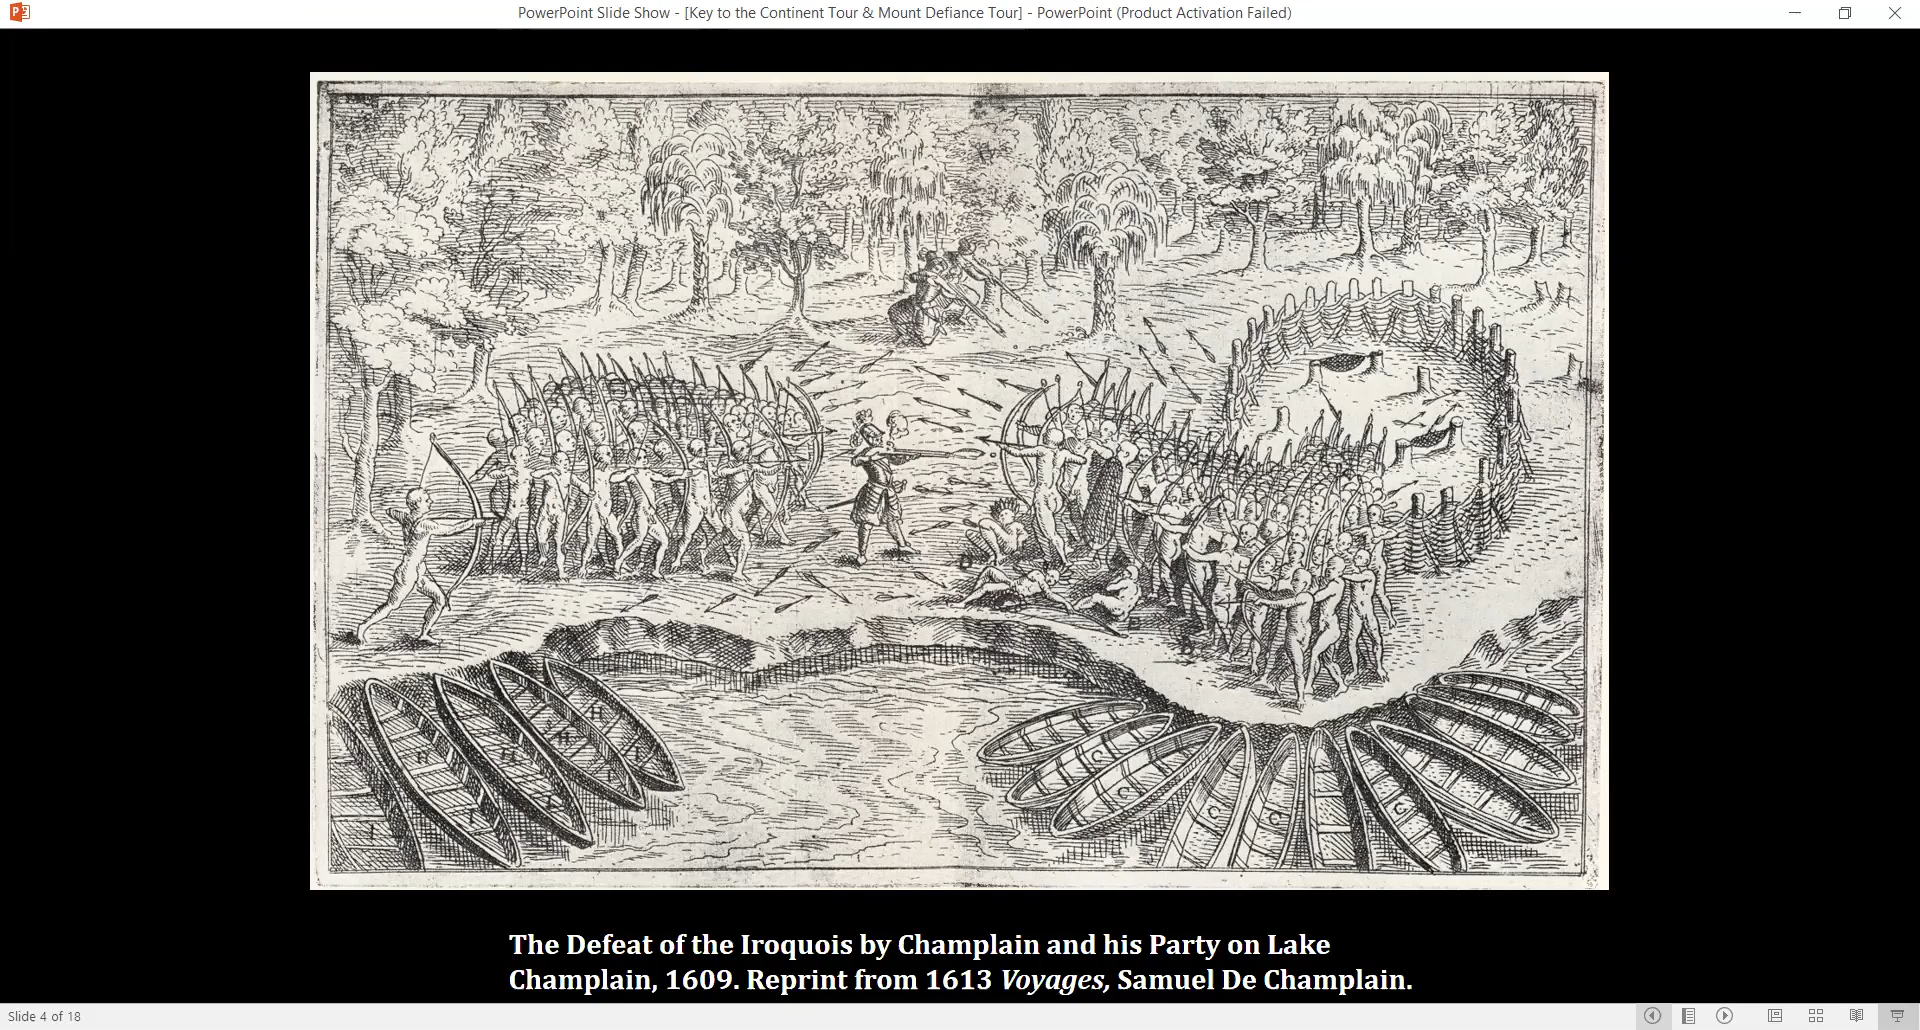 PowerPoint Slide Show - [Key to the Continent Tour & Mount Defiance Tour] - PowerPoint (Product Activation Failed)
H
H
H
H
I
I
I
I
I
C
C
C
C
C
The Defeat of the Iroquois by Champlain and his Party on Lake
Champlain, 1609. Reprint from 1613 Voyages, Samuel De Champlain.
Slide 4 of 18